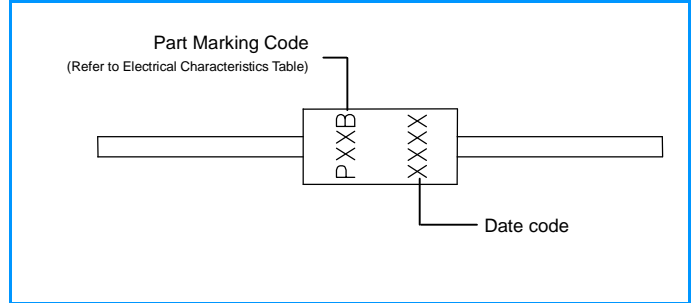 Part Marking Code
(Refer to Electrical Characteristics Table)
PXXB
XXXX
Date code